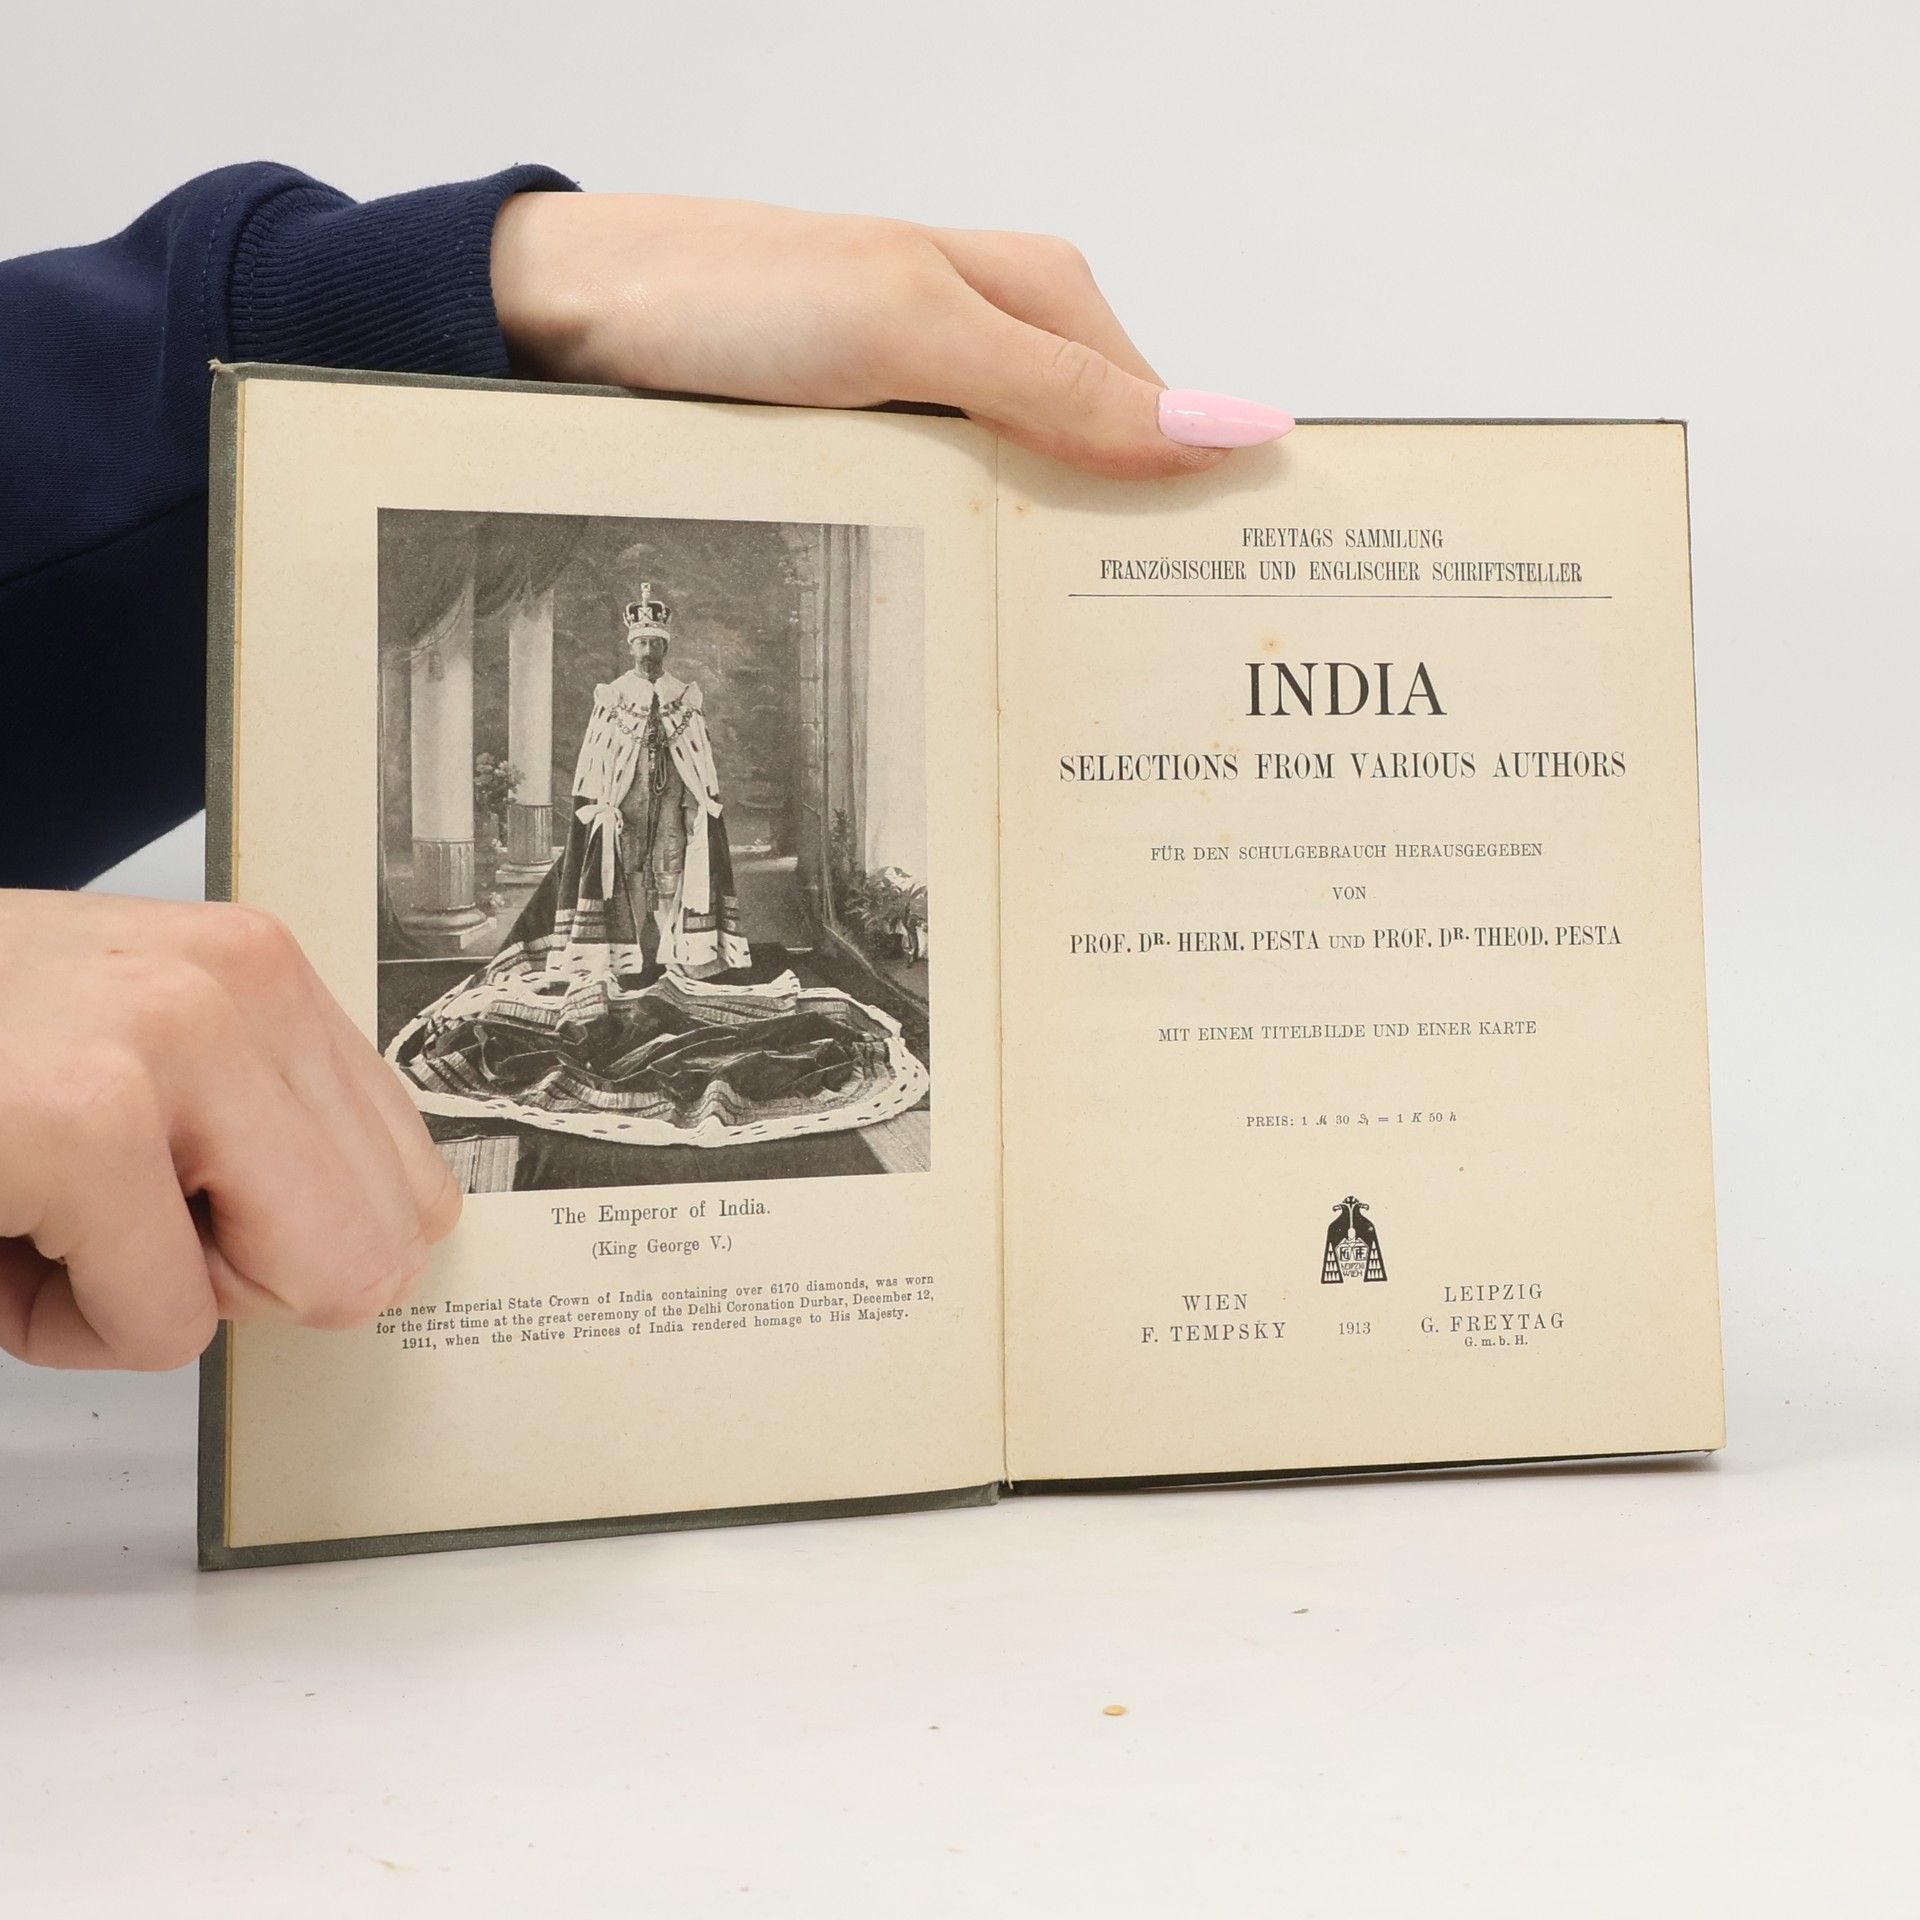 The Emperor of India.
(King George V.)
The new Imperial State Crown of India containing over 6170 diamonds, was worn
for the first time at the great ceremony of the Delhi Coronation Durbar, December 12,
1911, when the Native Princes of India rendered homage to His Majesty.
FREYTAGS SAMMLUNG
FRANZÖSISCHER UND ENGLISCHER SCHRIFTSTELLER
INDIA
SELECTIONS FROM VARIOUS AUTHORS
FÜR DEN SCHULGEBRAUCH HERAUSGEGEBEN
VON
PROF. DR. HERM. PESTA UND PROF. DR. THEOD. PESTA
MIT EINEM TITELBILDE UND EINER KARTE
PREIS: 1 ℳ 30 ₰ = 1 K 50 h
LEIPZIG
WIEN
WIEN
F. TEMPSKY
1913
LEIPZIG
G. FREYTAG
G. m. b. H.